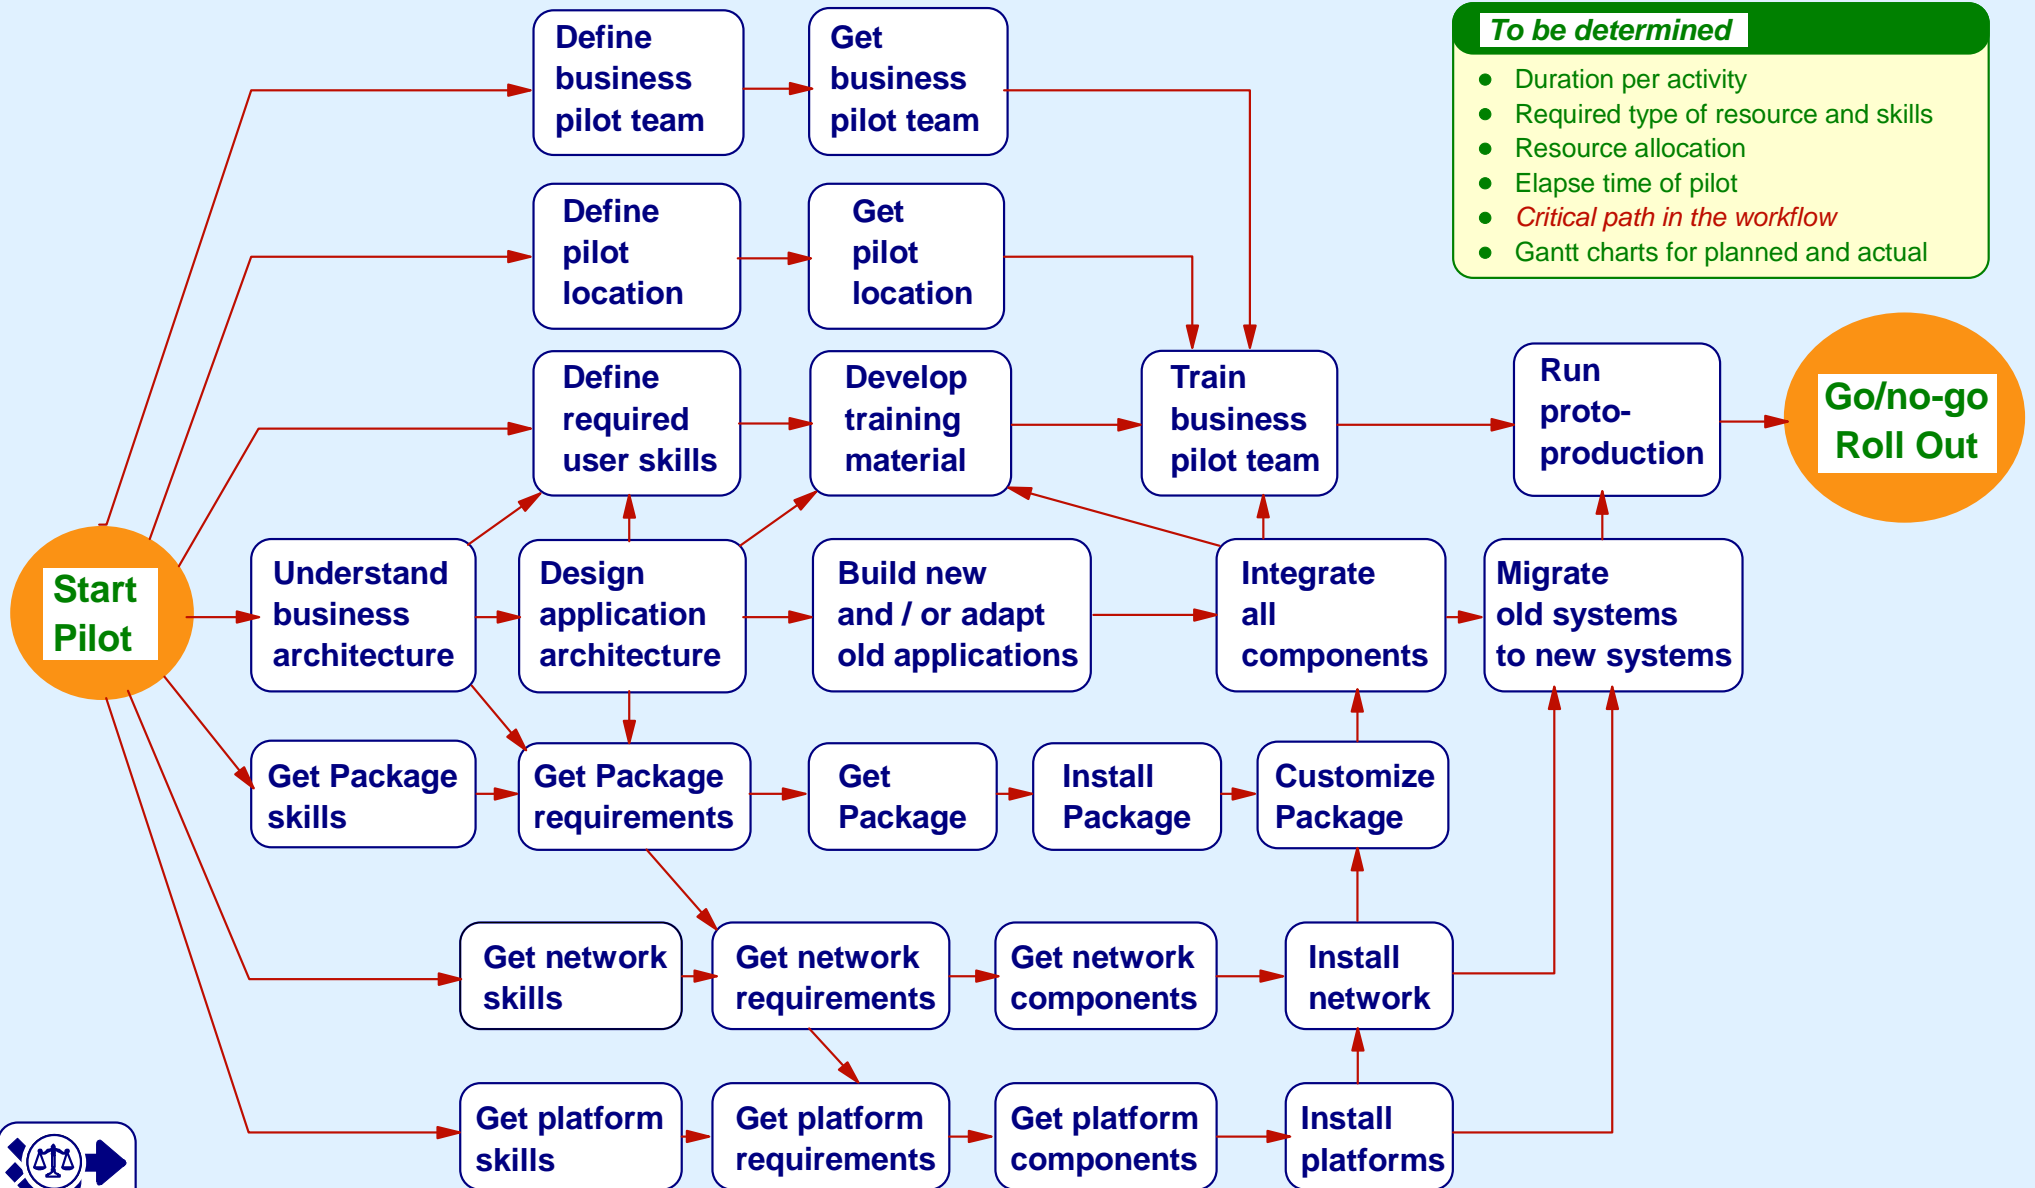 Define
business
pilot team
Get
business
pilot team
To be determined
Duration per activity
Required type of resource and skills
Resource allocation
Elapse time of pilot
Critical path in the workflow
Gantt charts for planned and actual
Define
pilot
location
Get
pilot
location
Define
required
user skills
Develop
training
material
Train
business
pilot team
Run
proto-
production
Go/no-go
Roll Out
Start
Pilot
Understand
business
architecture
Design
application
architecture
Build new
and / or adapt
old applications
Integrate
all
components
Migrate
old systems
to new systems
Get Package
skills
Get Package
requirements
Get
Package
Install
Package
Customize
Package
Get network
skills
Get network
requirements
Get network
components
Install
network
Get platform
skills
Get platform
requirements
Get platform
components
Install
platforms